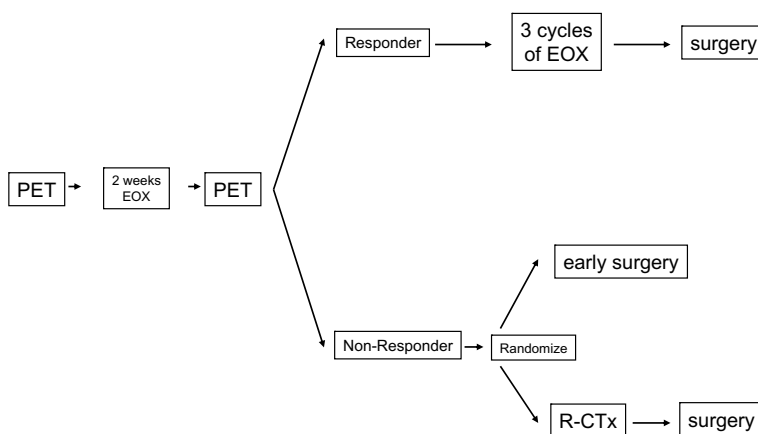 PET
2 weeks
EOX
PET
Responder
3 cycles
of EOX
surgery
Non-Responder
Randomize
early surgery
R-CTx
surgery